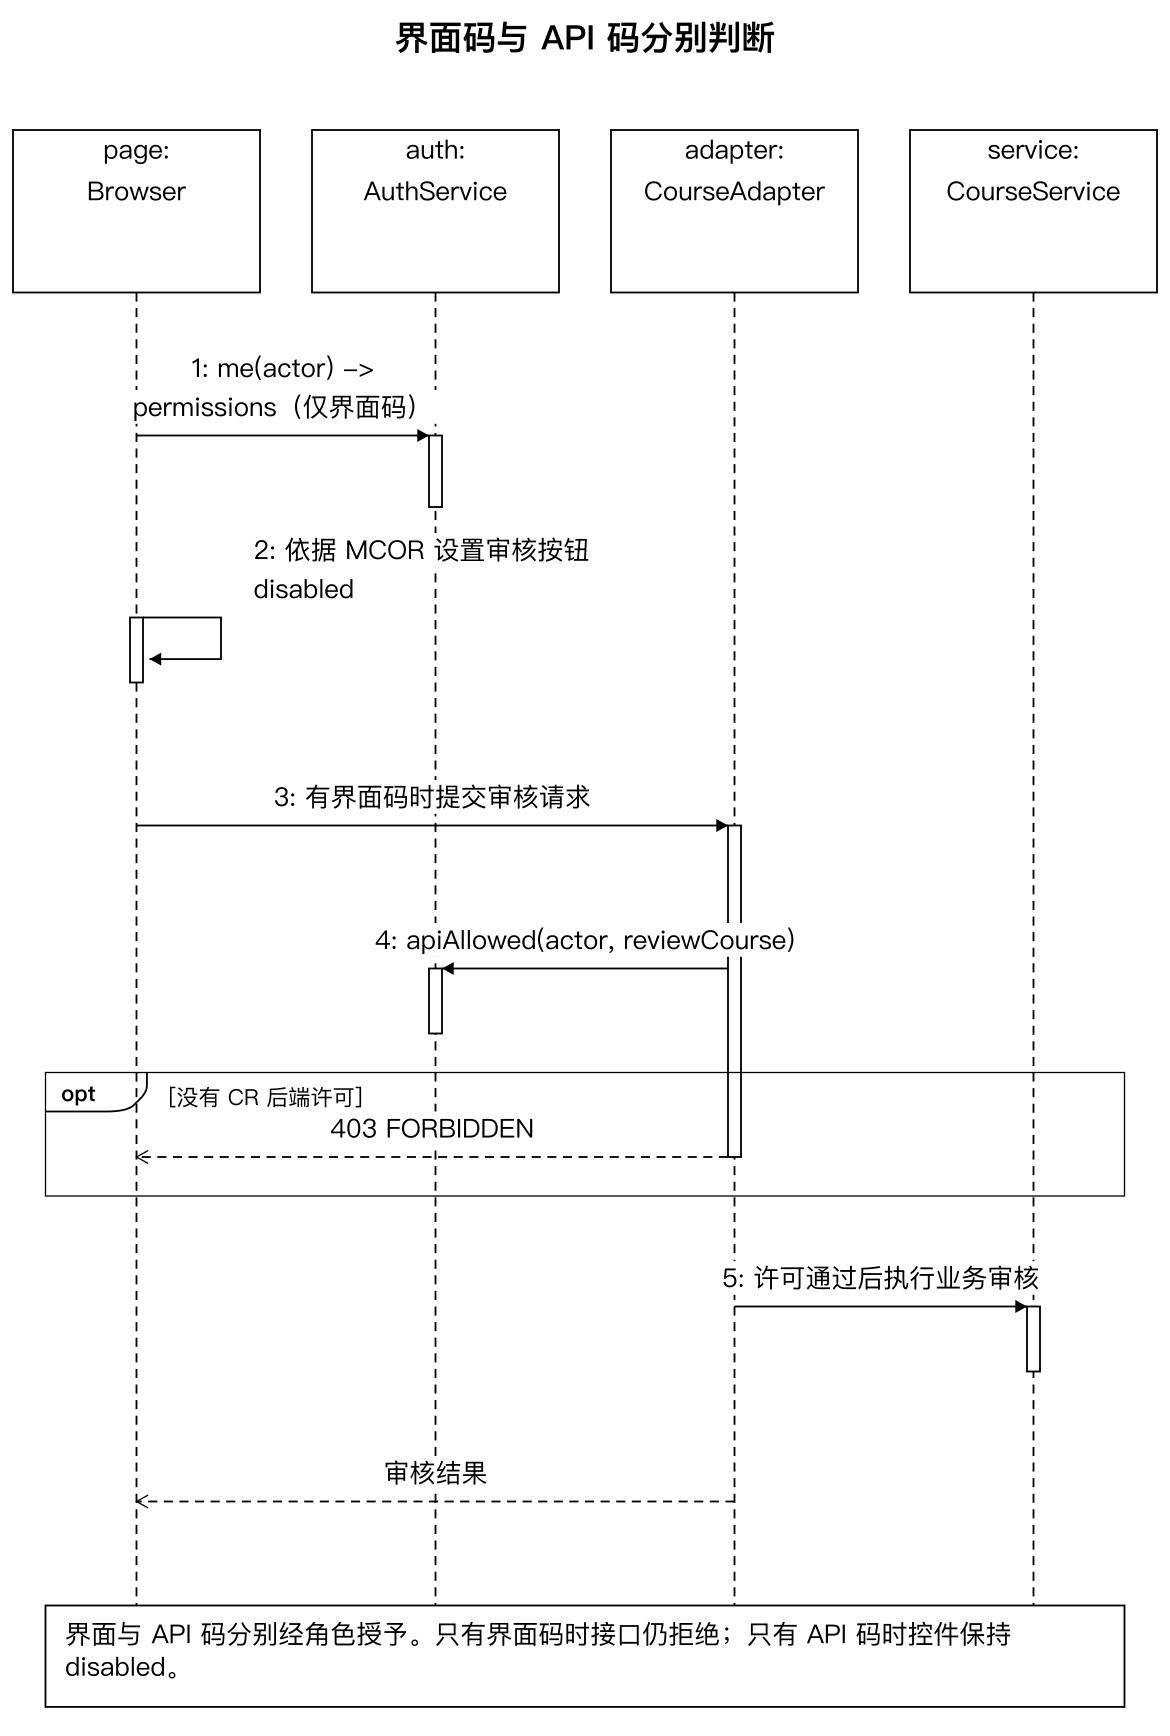 界面码与 API 码分别判断
page:
Browser
auth:
AuthService
adapter:
CourseAdapter
service:
CourseService
1: me(actor) ->
permissions（仅界面码）
2: 依据 MCOR 设置审核按钮
disabled
3: 有界面码时提交审核请求
4: apiAllowed(actor, reviewCourse)
opt [没有 CR 后端许可]
403 FORBIDDEN
5: 许可通过后执行业务审核
审核结果
界面与 API 码分别经角色授予。只有界面码时接口仍拒绝；只有 API 码时控件保持
disabled。